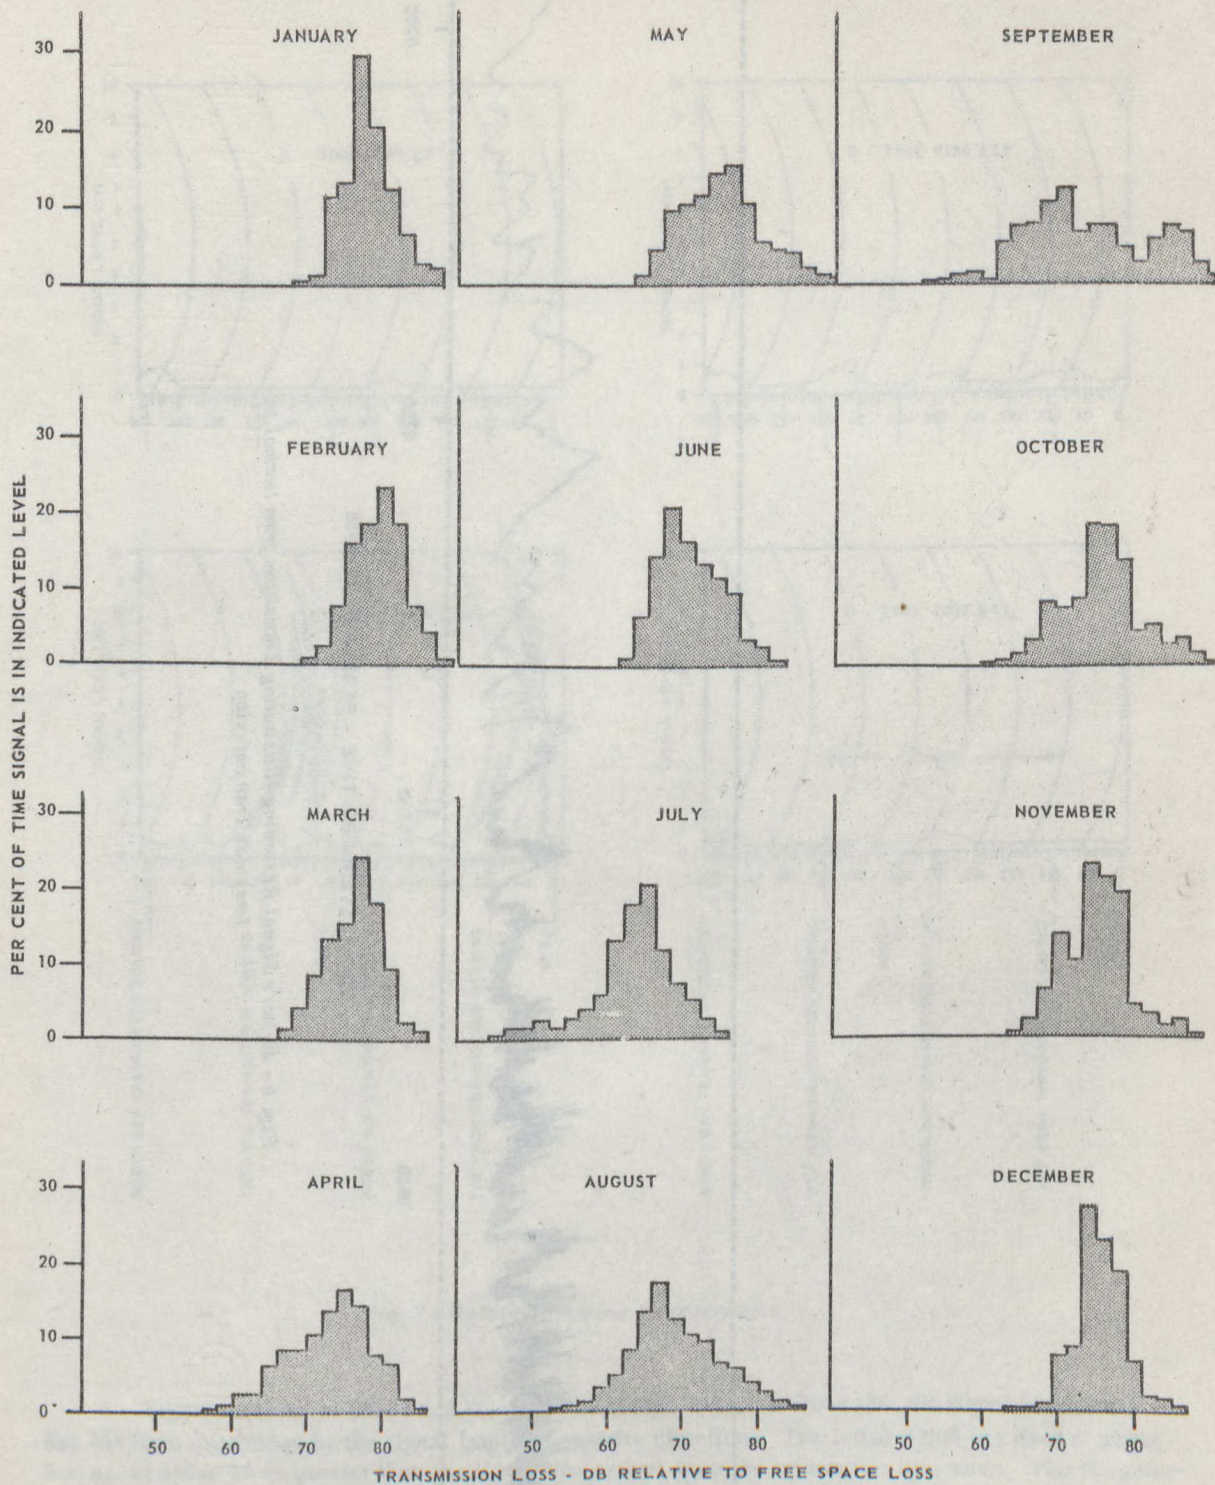 JANUARY
MAY
SEPTEMBER
30
20
10
0
FEBRUARY
JUNE
OCTOBER
30
20
10
0
PER CENT OF TIME SIGNAL IS IN INDICATED LEVEL
MARCH
JULY
NOVEMBER
30
20
10
0
APRIL
AUGUST
DECEMBER
30
20
10
0
50 60 70 80 50 60 70 80 50 60 70 80
TRANSMISSION LOSS - DB RELATIVE TO FREE SPACE LOSS